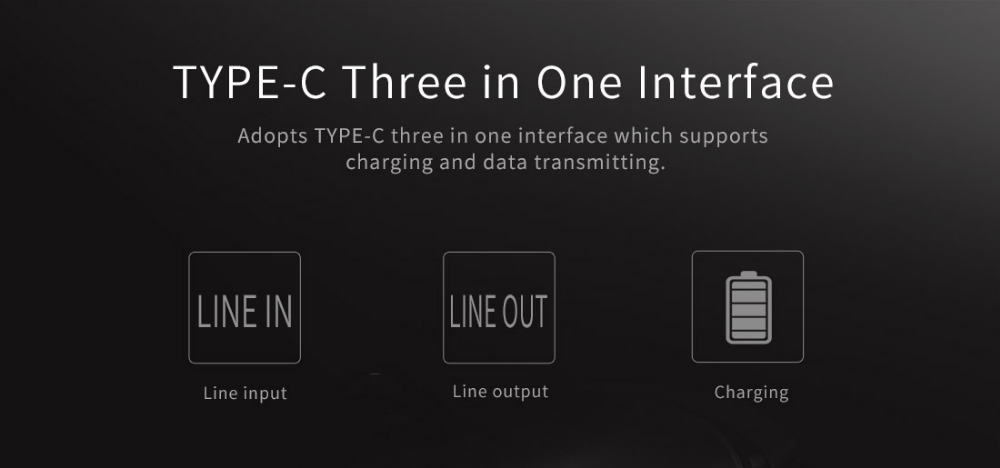 TYPE-C Three in One Interface
Adopts TYPE-C three in one interface which supports
charging and data transmitting.
LINE IN
LINE OUT
Line input
Line output
Charging